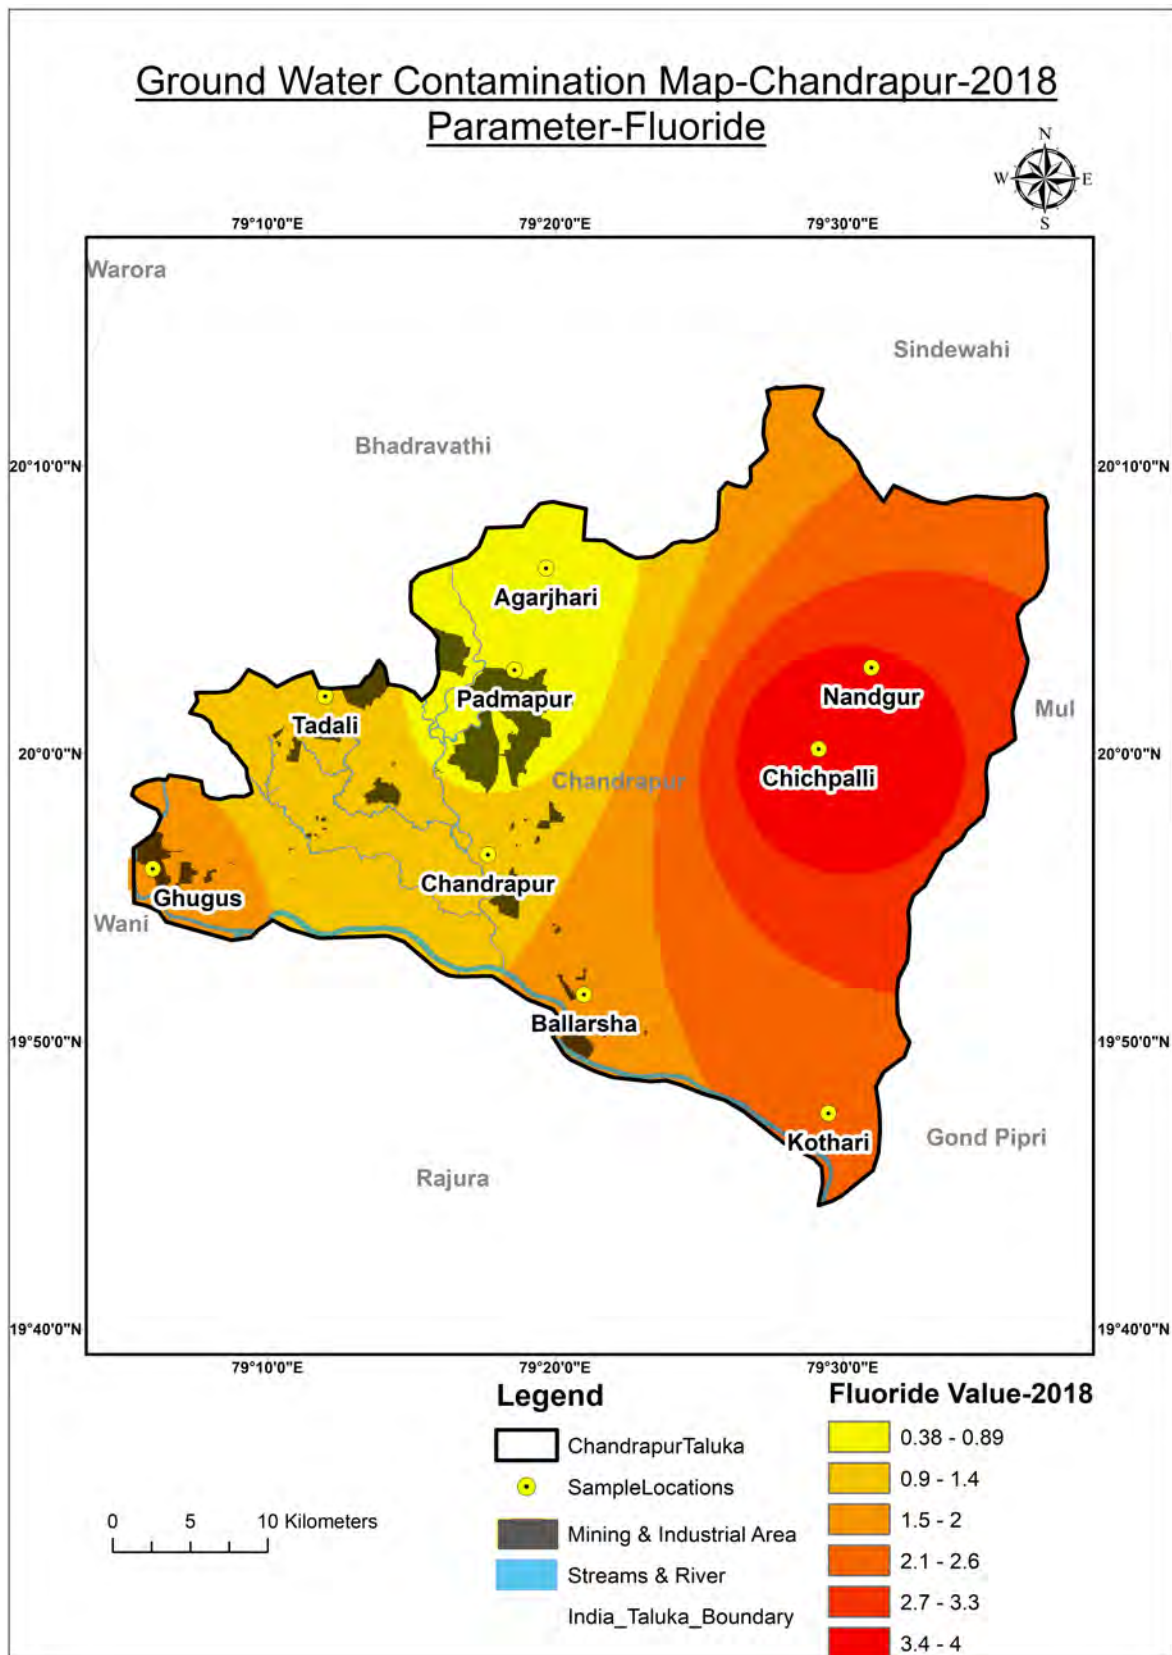 Ground Water Contamination Map-Chandrapur-2018
Parameter-Fluoride
N
W E
S
79°10'0"E 79°20'0"E 79°30'0"E
Warora
Sindewahi
Bhadravathi
20°10'0"N 20°10'0"N
Agarjhari
Padmapur
Nandgur
Tadali
Mul
20°0'0"N 20°0'0"N
Chandrapur
Chichpalli
Chandrapur
Ghugus
Wani
Ballarsha
19°50'0"N 19°50'0"N
Kothari
Gond Pipri
Rajura
19°40'0"N 19°40'0"N
79°10'0"E 79°20'0"E 79°30'0"E
Legend
ChandrapurTaluka
SampleLocations
Mining & Industrial Area
Streams & River
India_Taluka_Boundary
Fluoride Value-2018
0.38 - 0.89
0.9 - 1.4
1.5 - 2
2.1 - 2.6
2.7 - 3.3
3.4 - 4
0 5 10 Kilometers